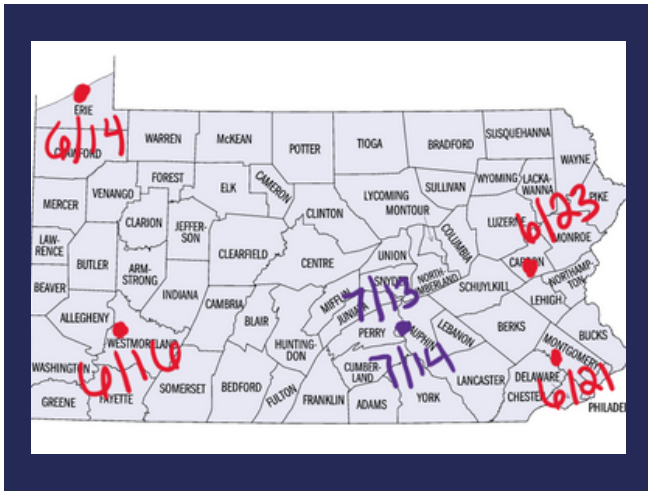 ERIE
6/14
CRAWFORD
WARREN
McKEAN
POTTER
TIOGA
BRADFORD
SUSQUEHANNA
WAYNE
FOREST
ELK
CAMERON
WYOMING
LACKA-
WANNA
PIKE
MERCER
VENANGO
CLARION
JEFFER-
SON
CLINTON
LYCOMING
SULLIVAN
MONTOUR
COLUMBIA
LUZERNE
6/23
MONROE
LAW-
RENCE
BUTLER
ARM-
STRONG
CLEARFIELD
CENTRE
UNION
SNYDER
NORTH-
UMBERLAND
CARBON
NORTHAMP-
TON
BEAVER
INDIANA
CAMBRIA
BLAIR
MIFFLIN
JUNIATA
7/13
SCHUYLKILL
LEHIGH
ALLEGHENY
WESTMORELAND
6/16
HUNTING-
DON
PERRY
DAUPHIN
7/14
LEBANON
BERKS
MONTGOMERY
BUCKS
WASHINGTON
CUMBER-
LAND
LANCASTER
DELAWARE
6/21
GREENE
FAYETTE
SOMERSET
BEDFORD
FULTON
FRANKLIN
ADAMS
YORK
CHESTER
PHILADE